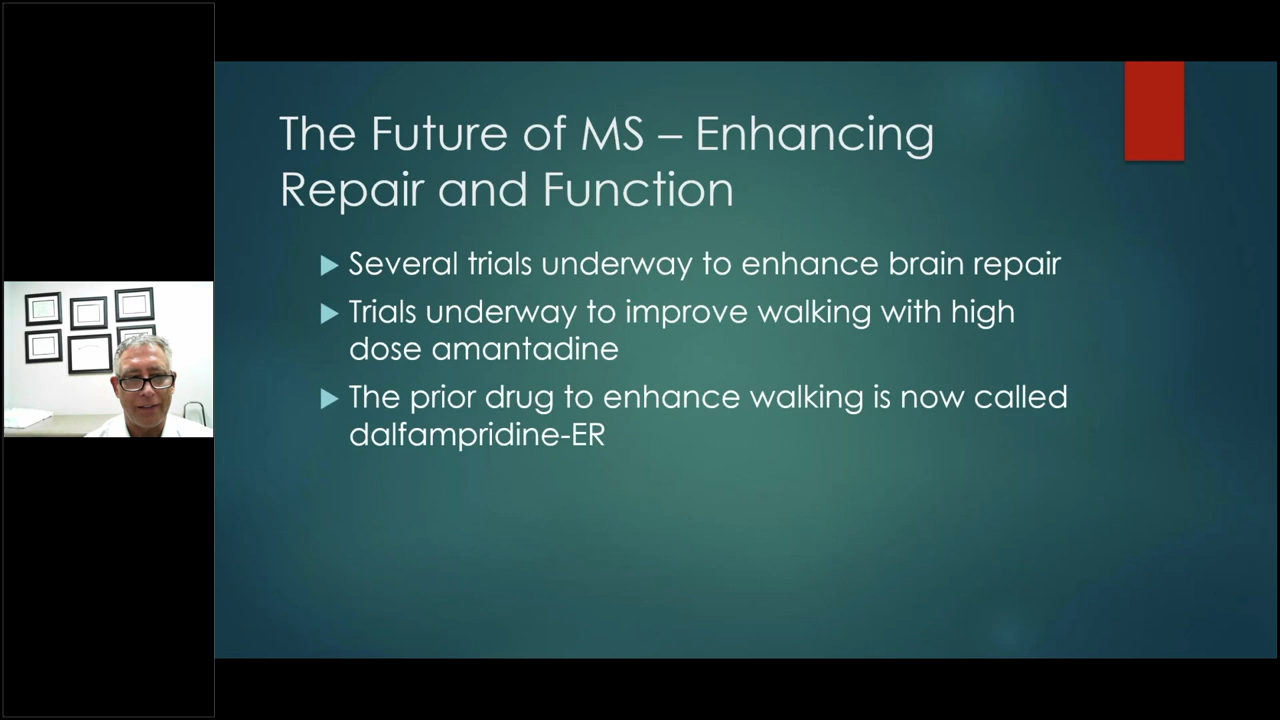 The Future of MS – Enhancing
Repair and Function
Several trials underway to enhance brain repair
Trials underway to improve walking with high
dose amantadine
The prior drug to enhance walking is now called
dalfampridine-ER